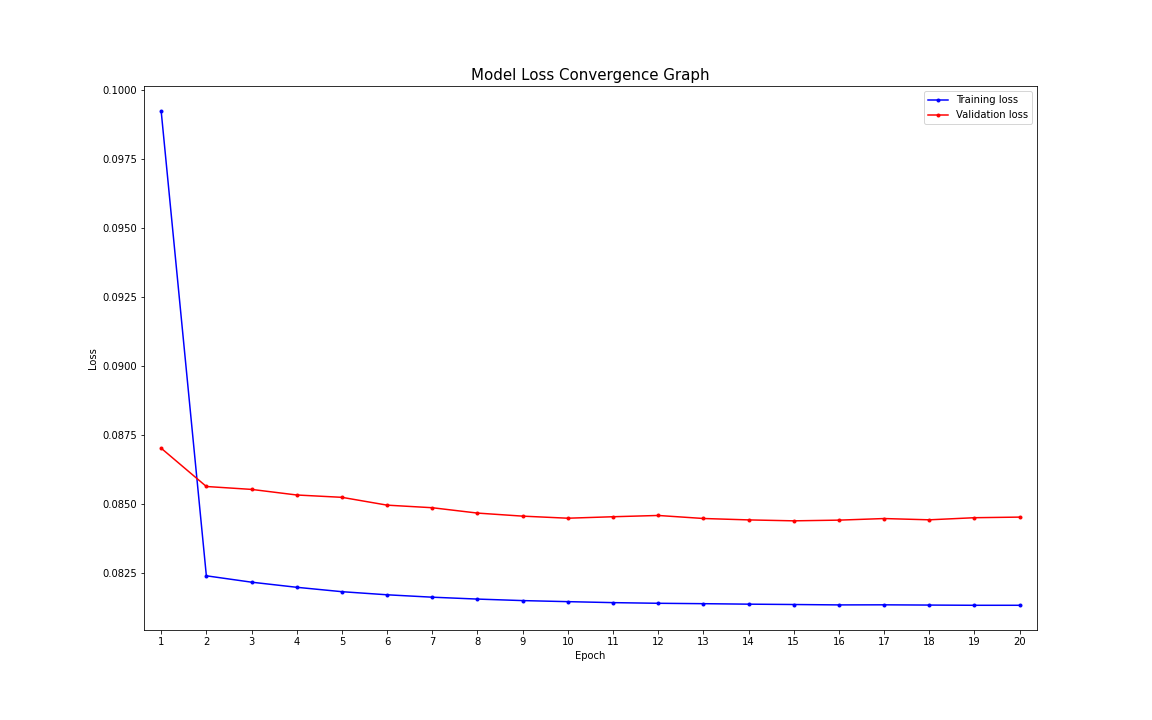 Model Loss Convergence Graph
Training loss
Validation loss
0.1000
0.0975
0.0950
0.0925
0.0900
0.0875
0.0850
0.0825
Loss
1 2 3 4 5 6 7 8 9 10 11 12 13 14 15 16 17 18 19 20
Epoch